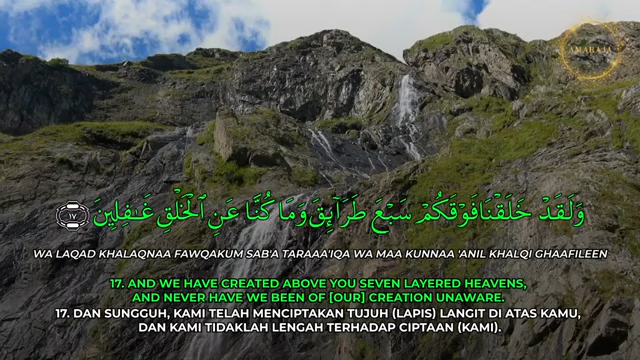 AMARAJA
وَلَقَدْ خَلَقْنَا فَوْقَكُمْ سَبْعَ طَرَآئِقَ وَمَا كُنَّا عَنِ ٱلْخَلْقِ غَـٰفِلِينَ ١٧
WA LAQAD KHALAQNAA FAWQAKUM SAB'A TARAAA'IQA WA MAA KUNNAA 'ANIL KHALQI GHAAFILEEN
17. AND WE HAVE CREATED ABOVE YOU SEVEN LAYERED HEAVENS,
AND NEVER HAVE WE BEEN OF [OUR] CREATION UNAWARE.
17. DAN SUNGGUH, KAMI TELAH MENCIPTAKAN TUJUH (LAPIS) LANGIT DI ATAS KAMU,
DAN KAMI TIDAKLAH LENGAH TERHADAP CIPTAAN (KAMI).